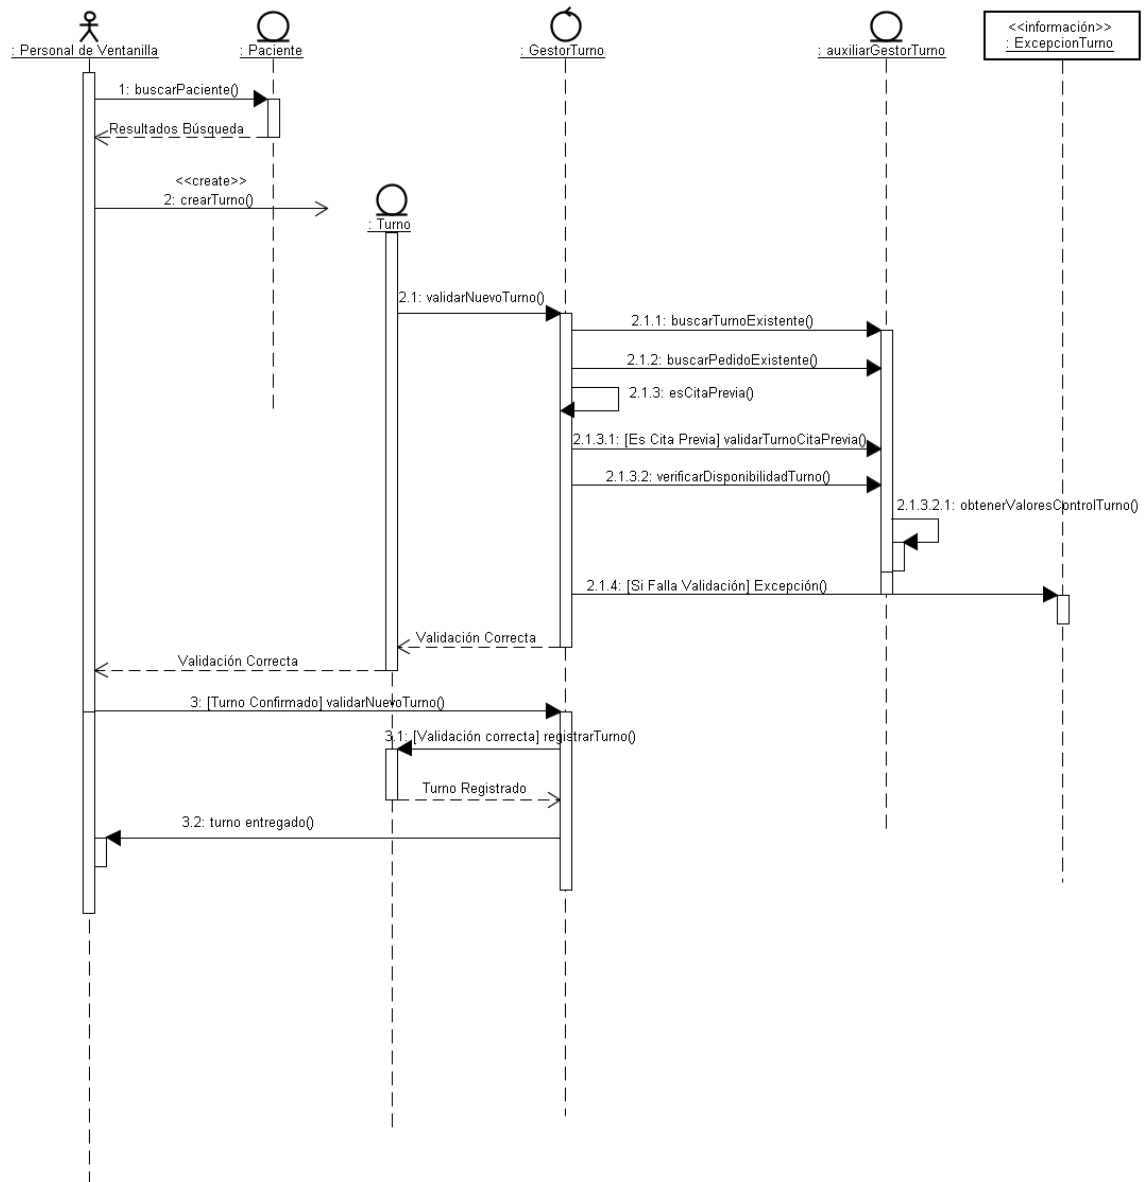 <<información>>
: Personal de Ventanilla
: Paciente
: GestorTurno
: auxiliarGestorTurno
: ExcepcionTurno
1: buscarPaciente()
Resultados Búsqueda
<<create>>
2: crearTurno()
: Turno
2.1: validarNuevoTurno()
2.1.1: buscarTurnoExistente()
2.1.2: buscarPedidoExistente()
2.1.3: esCitaPrevia()
2.1.3.1: [Es Cita Previa] validarTurnoCitaPrevia()
2.1.3.2: verificarDisponibilidadTurno()
2.1.3.2.1: obtenerValoresControlTurno()
2.1.4: [Si Falla Validación] Excepción()
Validación Correcta
Validación Correcta
3: [Turno Confirmado] validarNuevoTurno()
3.1: [Validación correcta] registrarTurno()
Turno Registrado
3.2: turno entregado()